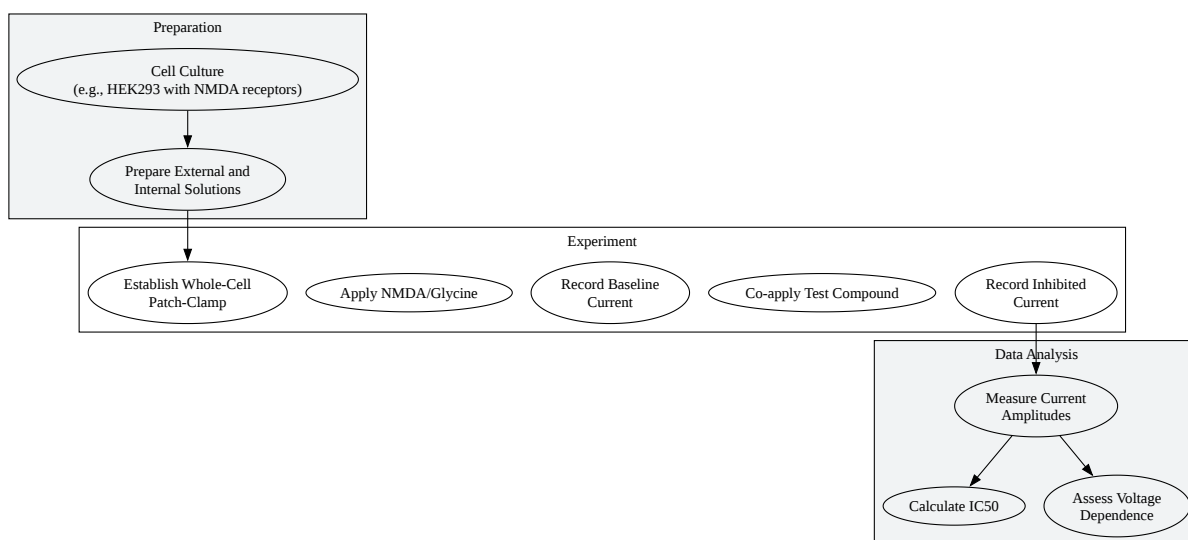 Preparation
Cell Culture
(e.g., HEK293 with NMDA receptors)
Prepare External and
Internal Solutions
Experiment
Establish Whole-Cell
Patch-Clamp
Apply NMDA/Glycine
Record Baseline
Current
Co-apply Test Compound
Record Inhibited
Current
Data Analysis
Measure Current
Amplitudes
Calculate IC50
Assess Voltage
Dependence